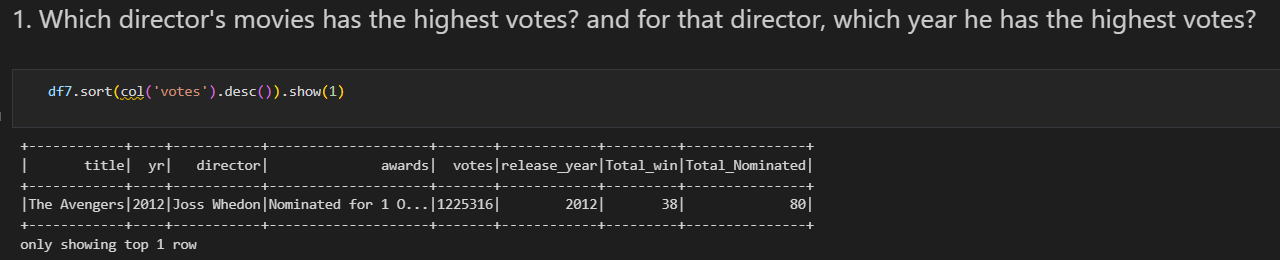 1. Which director's movies has the highest votes? and for that director, which year he has the highest votes?
df7.sort(col('votes').desc()).show(1)
+------------+----+-----------+--------------------+-------+------------+---------+---------------+
|       title|  yr|   director|              awards|  votes|release_year|Total_win|Total_Nominated|
+------------+----+-----------+--------------------+-------+------------+---------+---------------+
|The Avengers|2012|Joss Whedon|Nominated for 1 O...|1225316|        2012|       38|             80|
+------------+----+-----------+--------------------+-------+------------+---------+---------------+
only showing top 1 row